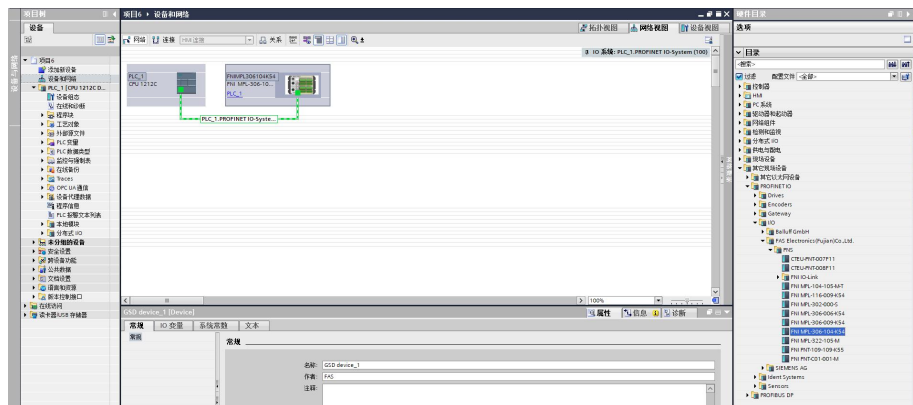 项目树
设备
项目6
添加新设备
设备和网络
PLC_1 [CPU 1212C D...
设备组态
在线和诊断
程序块
工艺对象
外部源文件
PLC 变量
PLC 数据类型
监控与强制表
在线备份
Traces
OPC UA 通信
设备代理数据
程序信息
PLC 报警文本列表
本地模块
分布式 I/O
未分组的设备
安全设置
跨设备功能
公共数据
文档设置
语言和资源
版本控制接口
在线访问
读卡器/USB 存储器
项目6 ▸ 设备和网络
拓扑视图
网络视图
设备视图
网络
连接
HMI 连接
关系
IO 系统: PLC_1.PROFINET IO-System (100)
PLC_1
CPU 1212C
FNIMPL306104K54
FNI MPL-306-10...
PLC_1
PLC_1.PROFINET IO-Syste...
100%
GSD device_1 [Device]
属性
信息
诊断
常规
IO 变量
系统常数
文本
常规
常规
名称: GSD device_1
作者: FAS
注释:
硬件目录
选项
目录
<搜索>
过滤
配置文件 <全部>
控制器
HMI
PC 系统
驱动器和起动器
网络组件
检测和监视
分布式 I/O
供电与配电
现场设备
其它现场设备
其它以太网设备
PROFINET IO
Drives
Encoders
Gateway
I/O
Balluff GmbH
FAS Electronics(Fujian)Co.,Ltd.
FNS
CTEU-PNT-007F11
CTEU-PNT-008F11
FNI IO-Link
FNI MPL-104-105-M-T
FNI MPL-116-009-K54
FNI MPL-302-000-S
FNI MPL-306-006-K54
FNI MPL-306-009-K54
FNI MPL-306-104-K54
FNI MPL-322-105-M
FNI PNT-109-109-K55
FNI PNT-C01-001-M
SIEMENS AG
Ident Systems
Sensors
PROFIBUS DP